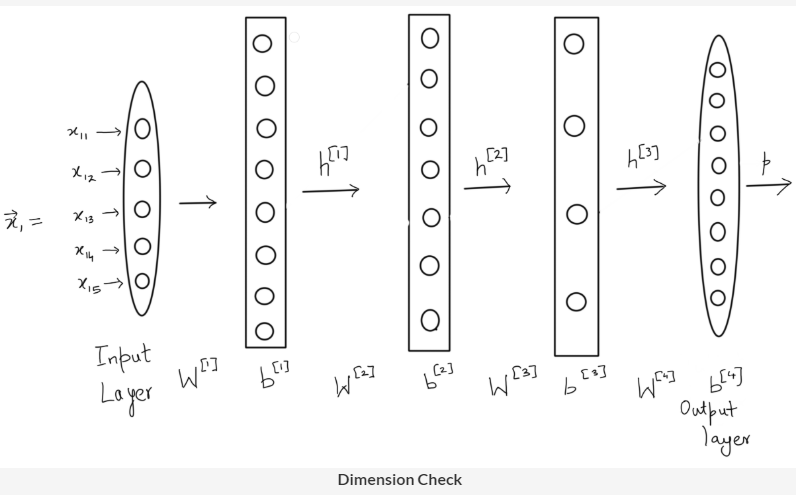 h^[1]
h^[2]
h^[3]
p
x₁₁ →
x₁₂ →
x⃗₁ = x₁₃ →
x₁₄ →
x₁₅ →
Input Layer
W^[1] b^[1] W^[2] b^[2] W^[3] b^[3] W^[4] b^[4]
Output layer
Dimension Check